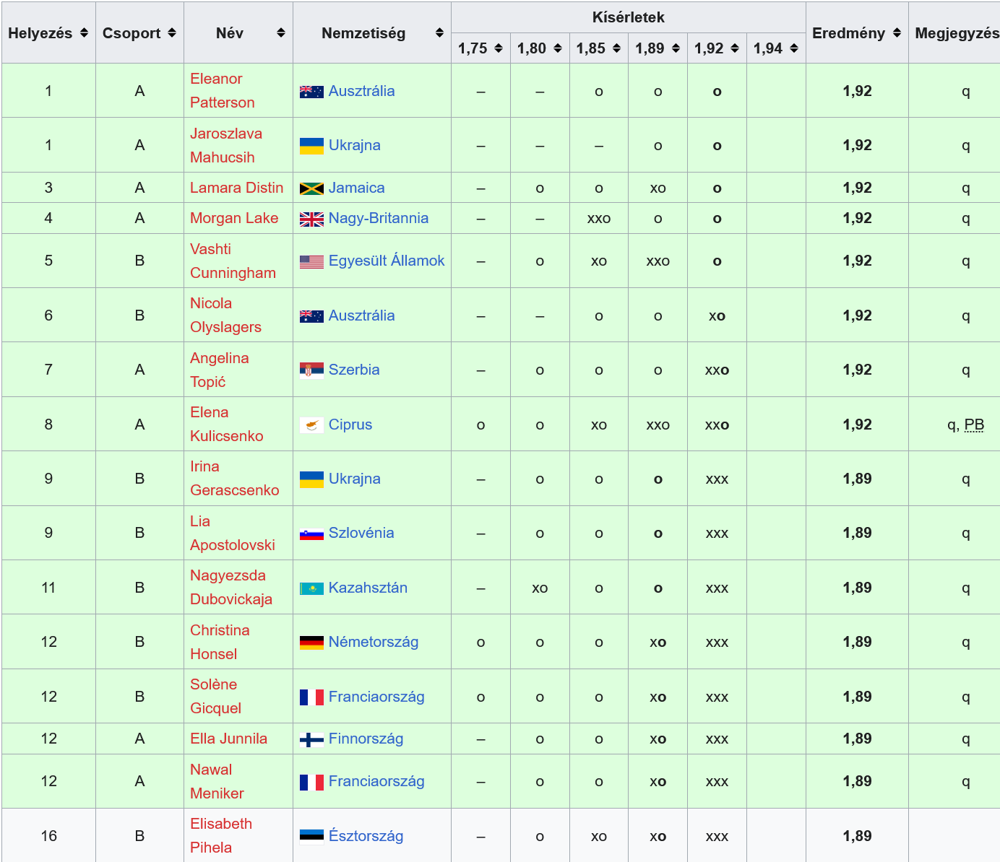 Helyezés Csoport Név Nemzetiség Kísérletek Eredmény Megjegyzés
1,75 1,80 1,85 1,89 1,92 1,94
1 A Eleanor Patterson Ausztrália – – o o o 1,92 q
1 A Jaroszlava Mahucsih Ukrajna – – – o o 1,92 q
3 A Lamara Distin Jamaica – o o xo o 1,92 q
4 A Morgan Lake Nagy-Britannia – – xxo o o 1,92 q
5 B Vashti Cunningham Egyesült Államok – o xo xxo o 1,92 q
6 B Nicola Olyslagers Ausztrália – – o o xo 1,92 q
7 A Angelina Topić Szerbia – o o o xxo 1,92 q
8 A Elena Kulicsenko Ciprus o o xo xxo xxo 1,92 q, PB
9 B Irina Gerascsenko Ukrajna – o o o xxx 1,89 q
9 B Lia Apostolovski Szlovénia – o o o xxx 1,89 q
11 B Nagyezsda Dubovickaja Kazahsztán – xo o o xxx 1,89 q
12 B Christina Honsel Németország o o o xo xxx 1,89 q
12 B Solène Gicquel Franciaország o o o xo xxx 1,89 q
12 A Ella Junnila Finnország – o o xo xxx 1,89 q
12 A Nawal Meniker Franciaország – o o xo xxx 1,89 q
16 B Elisabeth Pihela Észtország – o xo xo xxx 1,89